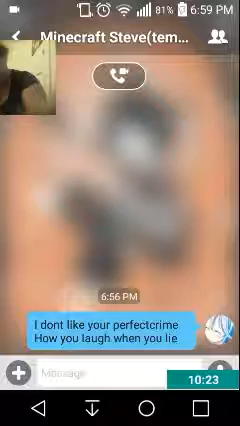 81% 6:59 PM
Minecraft Steve(tem...
6:56 PM
I dont like your perfectcrime
How you laugh when you lie
Message
10:23